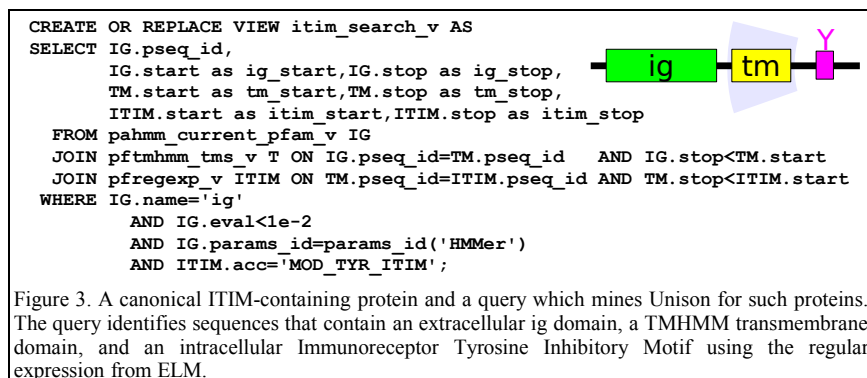 CREATE OR REPLACE VIEW itim_search_v AS
SELECT IG.pseq_id,
IG.start as ig_start,IG.stop as ig_stop,
TM.start as tm_start,TM.stop as tm_stop,
ITIM.start as itim_start,ITIM.stop as itim_stop
FROM pahmm_current_pfam_v IG
JOIN pftmhmm_tms_v T ON IG.pseq_id=TM.pseq_id AND IG.stop<TM.start
JOIN pfregexp_v ITIM ON TM.pseq_id=ITIM.pseq_id AND TM.stop<ITIM.start
WHERE IG.name='ig'
AND IG.eval<1e-2
AND IG.params_id=params_id('HMMer')
AND ITIM.acc='MOD_TYR_ITIM';
ig tm Y
Figure 3. A canonical ITIM-containing protein and a query which mines Unison for such proteins.
The query identifies sequences that contain an extracellular ig domain, a TMHMM transmembrane
domain, and an intracellular Immunoreceptor Tyrosine Inhibitory Motif using the regular
expression from ELM.